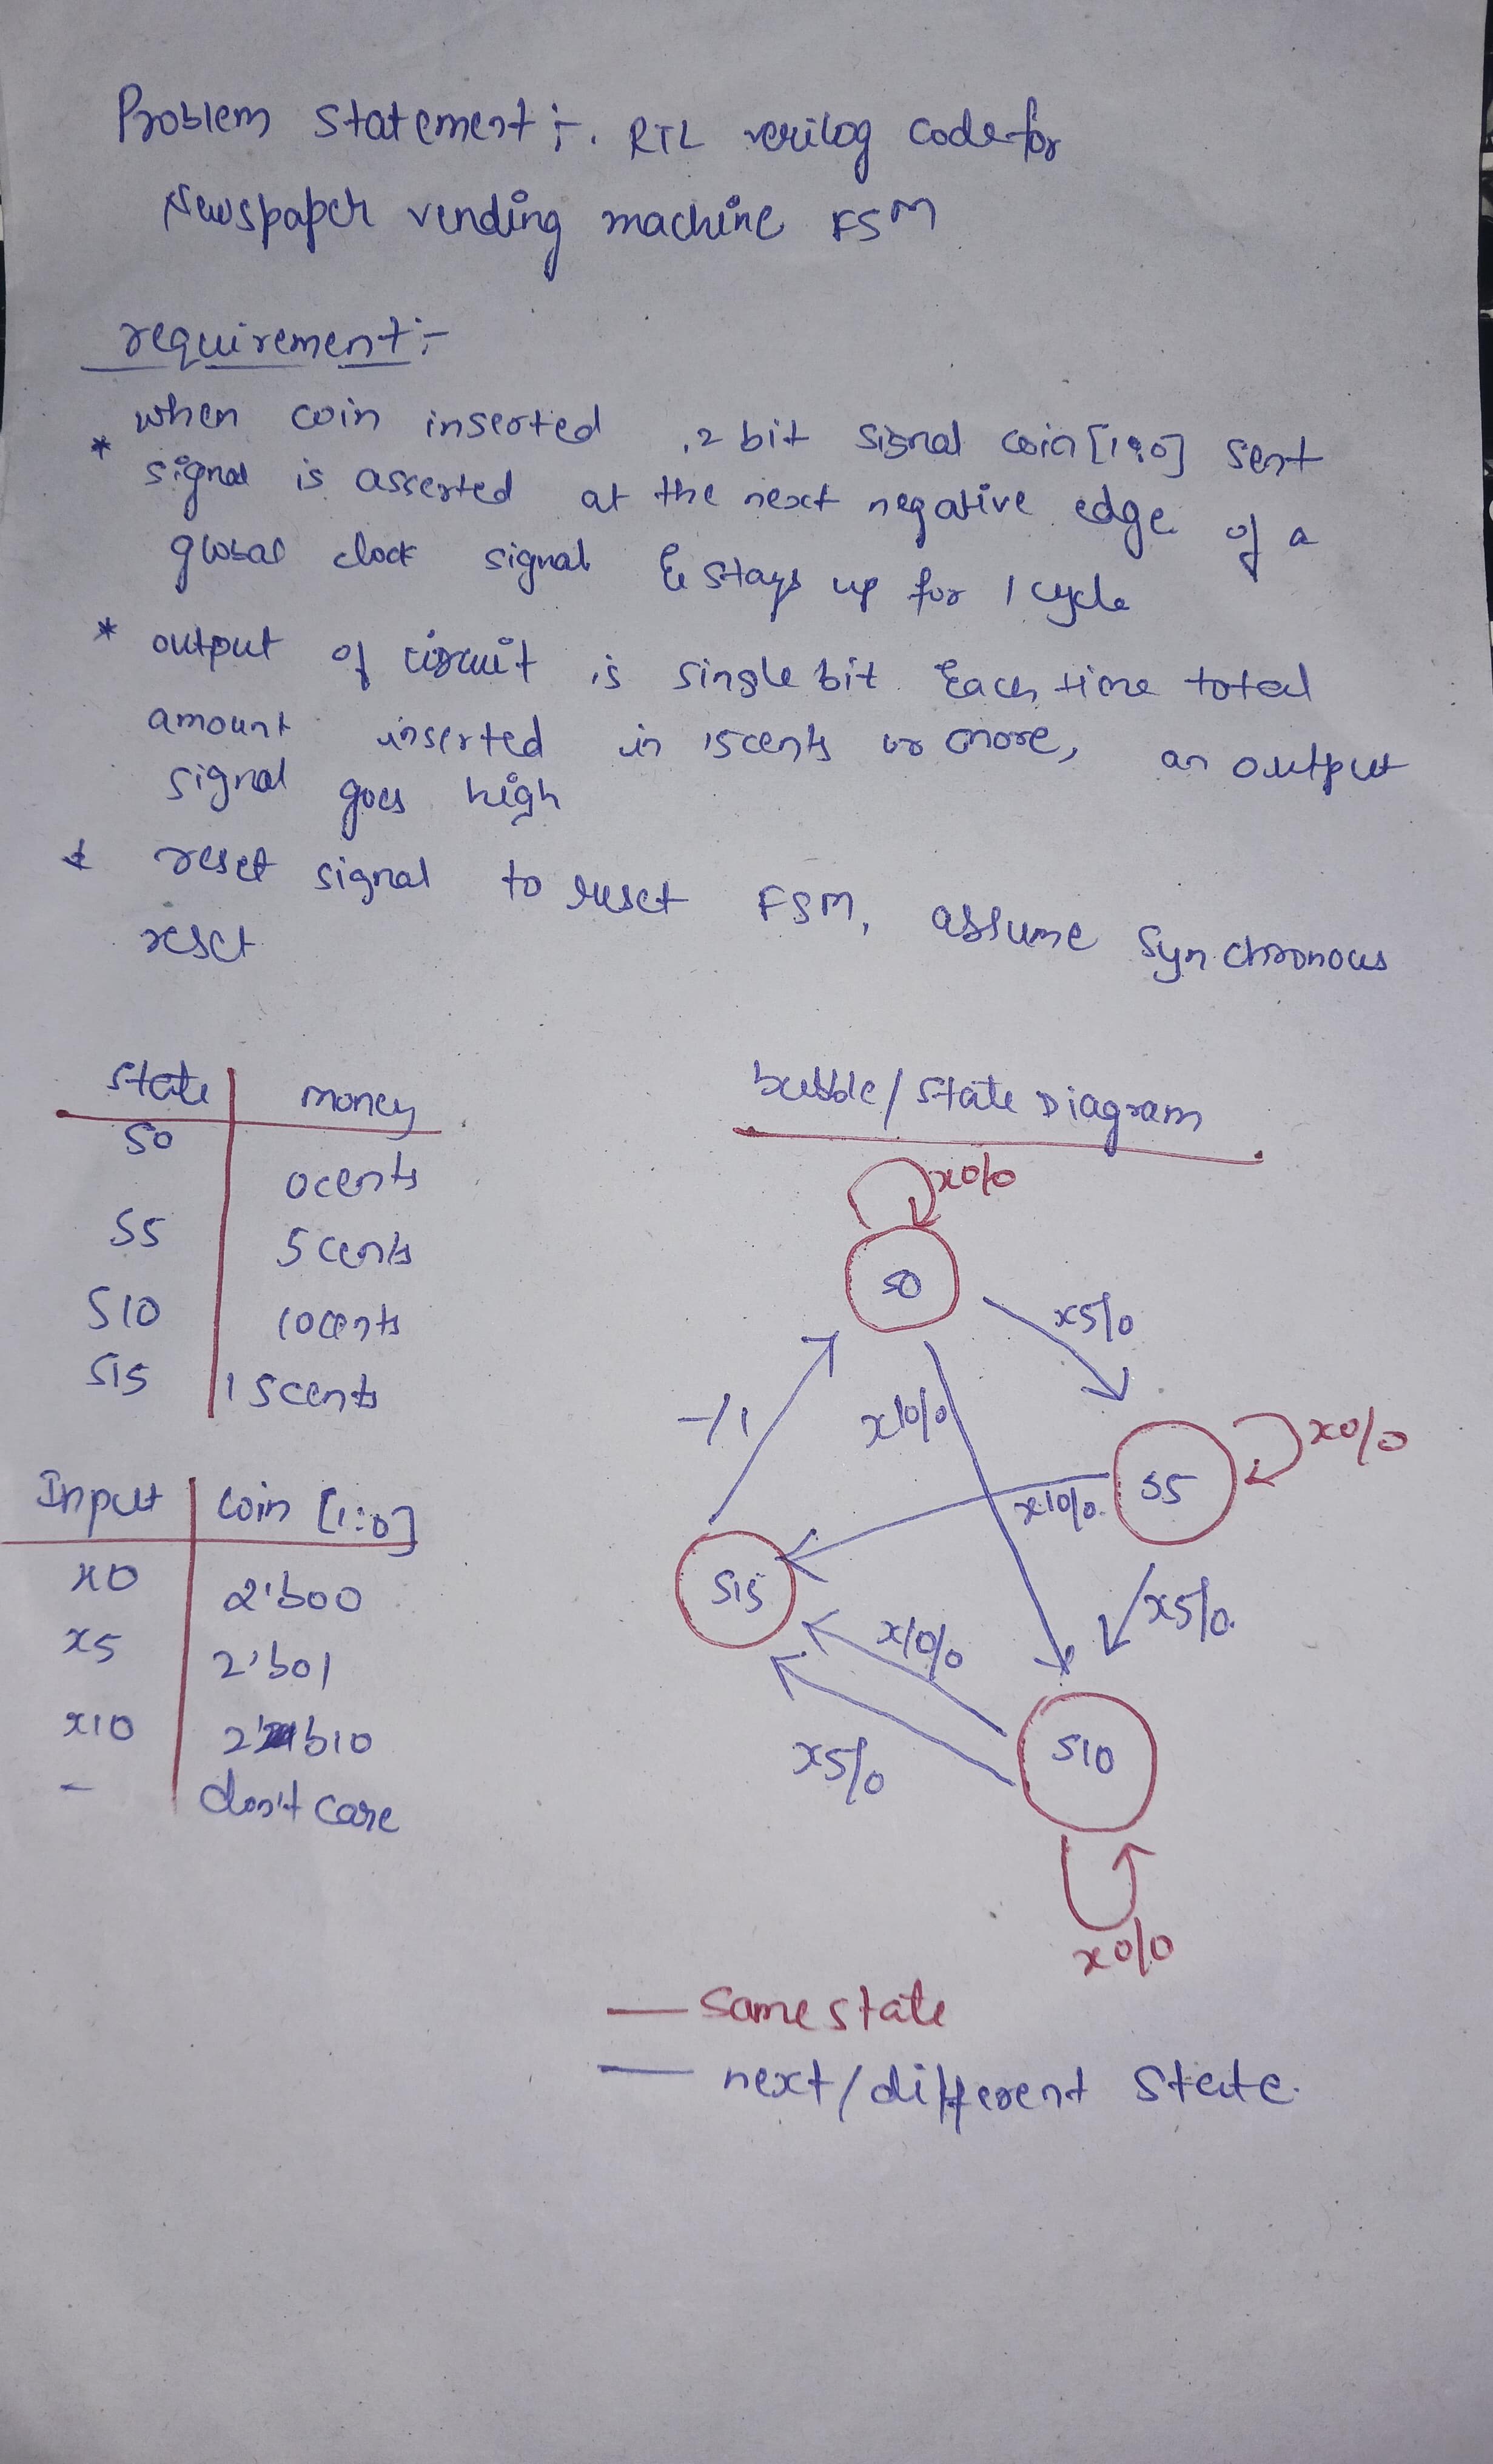 Problem Statement :-. RTL verilog code for
Newspaper vending machine FSM
requirement :-
* when coin inserted , 2 bit signal coin [1:0] sent
signal is asserted at the next negative edge of a
global clock signal & stays up for 1 cycle
* output of circuit is single bit Each time total
amount inserted in 15 cents or more, an output
signal goes high
* reset signal to reset FSM, assume Synchronous
reset
State money
S0 0cents
S5 5 cents
S10 10cents
S15 15cents
Input Coin [1:0]
x0 2'b00
x5 2'b01
x10 2'b10
- don't care
bubble / State Diagram
x0/0
S0
x5/0
x10/0
-/1
S5
x0/0
x10/0.
S15
x5/0.
x10/0
x5/0
S10
x0/0
— Same state
— next / different State.